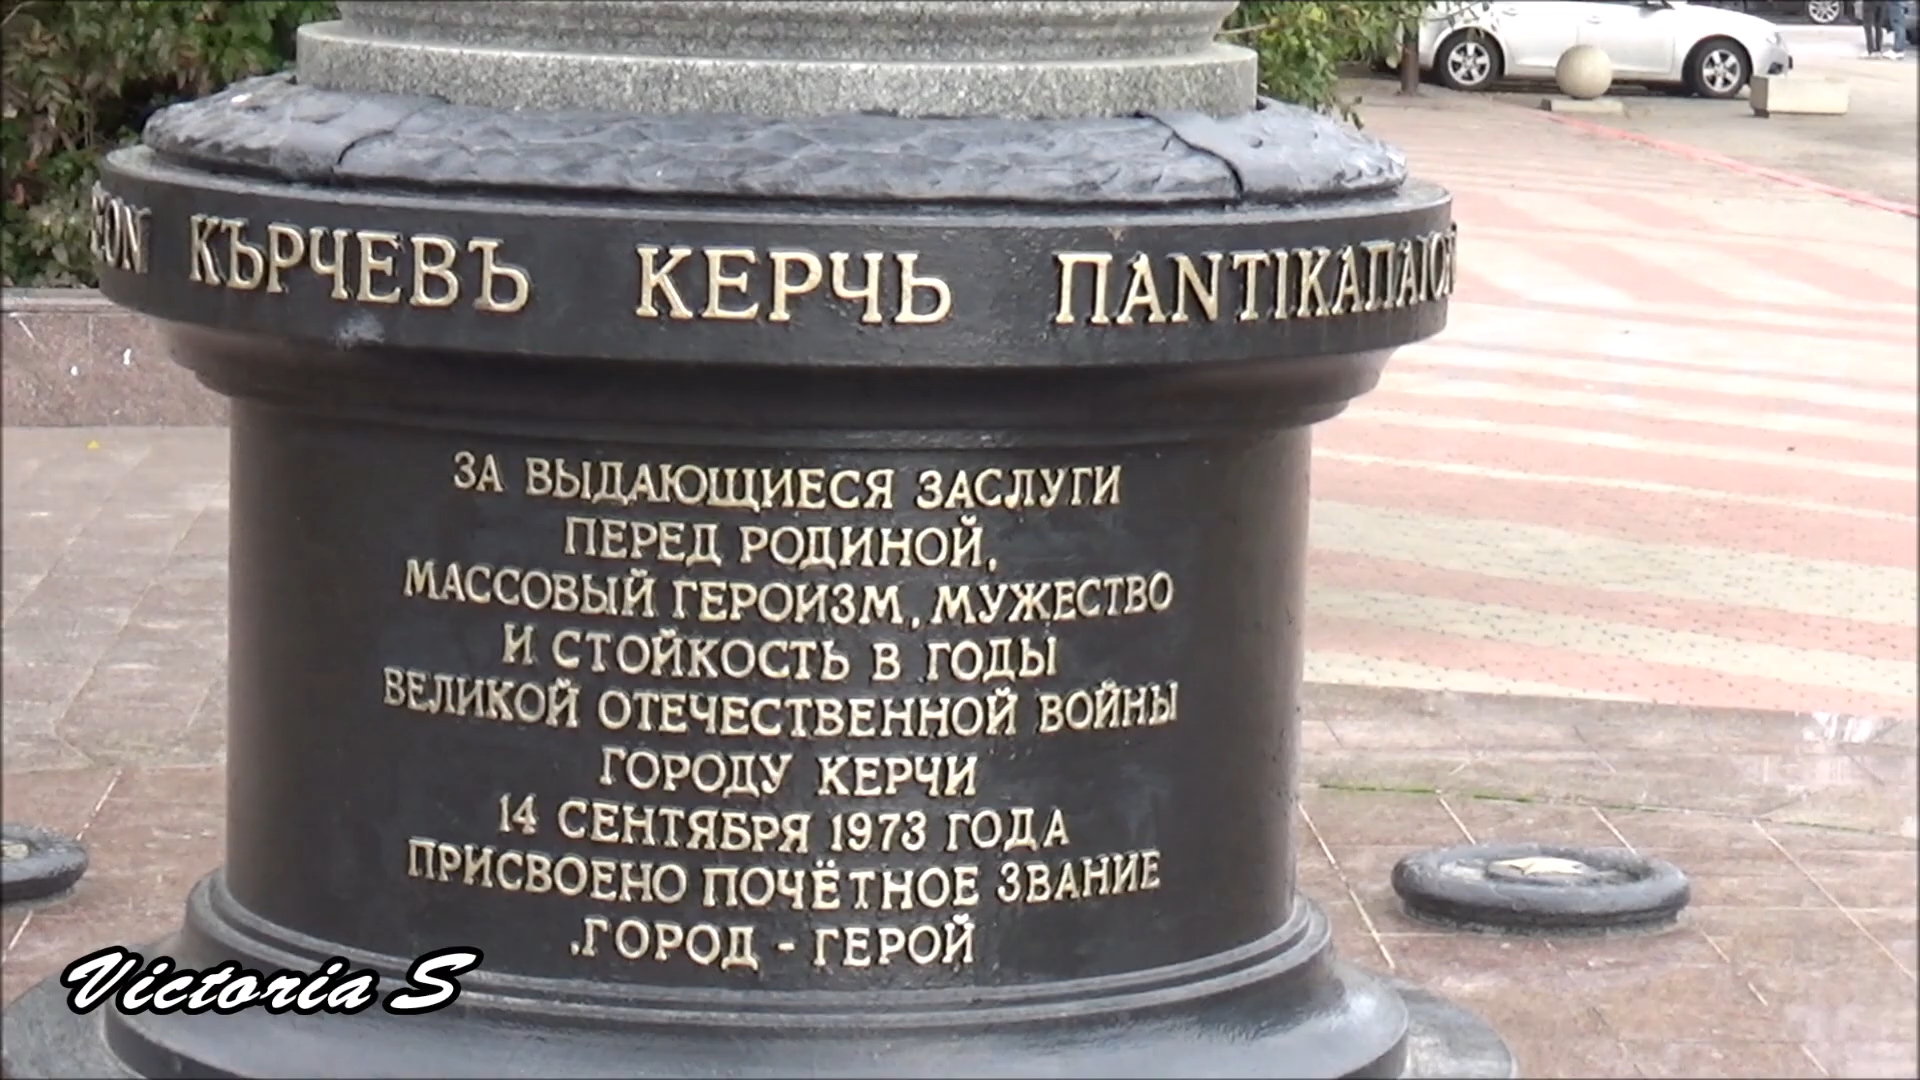 КЪРЧЕВЪ КЕРЧЬ ПАNTIКАПАІОN
ЗА ВЫДАЮЩИЕСЯ ЗАСЛУГИ
ПЕРЕД РОДИНОЙ,
МАССОВЫЙ ГЕРОИЗМ, МУЖЕСТВО
И СТОЙКОСТЬ В ГОДЫ
ВЕЛИКОЙ ОТЕЧЕСТВЕННОЙ ВОЙНЫ
ГОРОДУ КЕРЧИ
14 СЕНТЯБРЯ 1973 ГОДА
ПРИСВОЕНО ПОЧЁТНОЕ ЗВАНИЕ
„ГОРОД - ГЕРОЙ
Victoria S